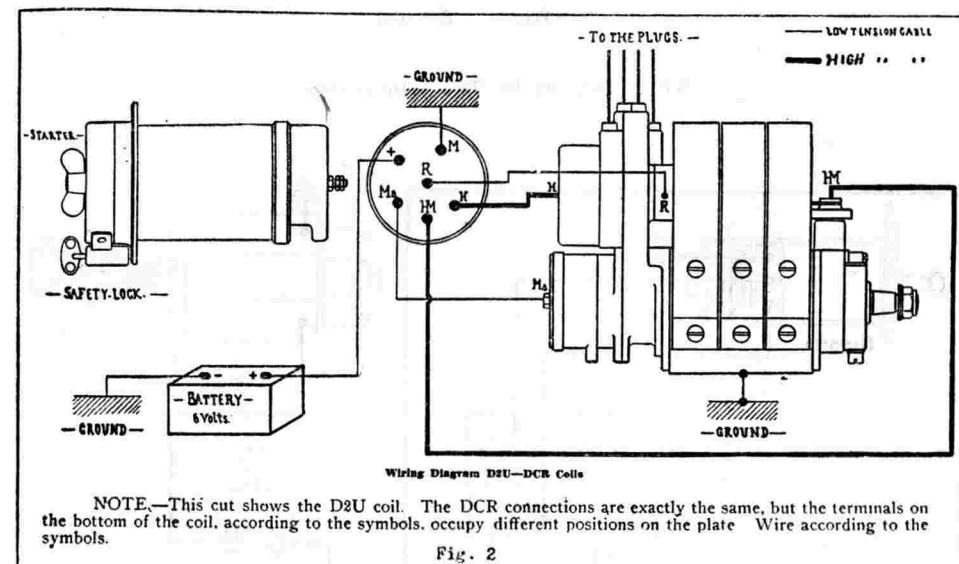 - TO THE PLUGS. -
LOW TENSION CABLE
HIGH " "
- GROUND -
- STARTER -
+
M
R
MA
HM
H
H
R
HM
MA
- SAFETY-LOCK. -
- +
- BATTERY -
6 Volts.
- GROUND -
- GROUND -
Wiring Diagram D2U—DCR Coils
NOTE.—This cut shows the D2U coil. The DCR connections are exactly the same, but the terminals on
the bottom of the coil, according to the symbols, occupy different positions on the plate Wire according to the
symbols.
Fig. 2